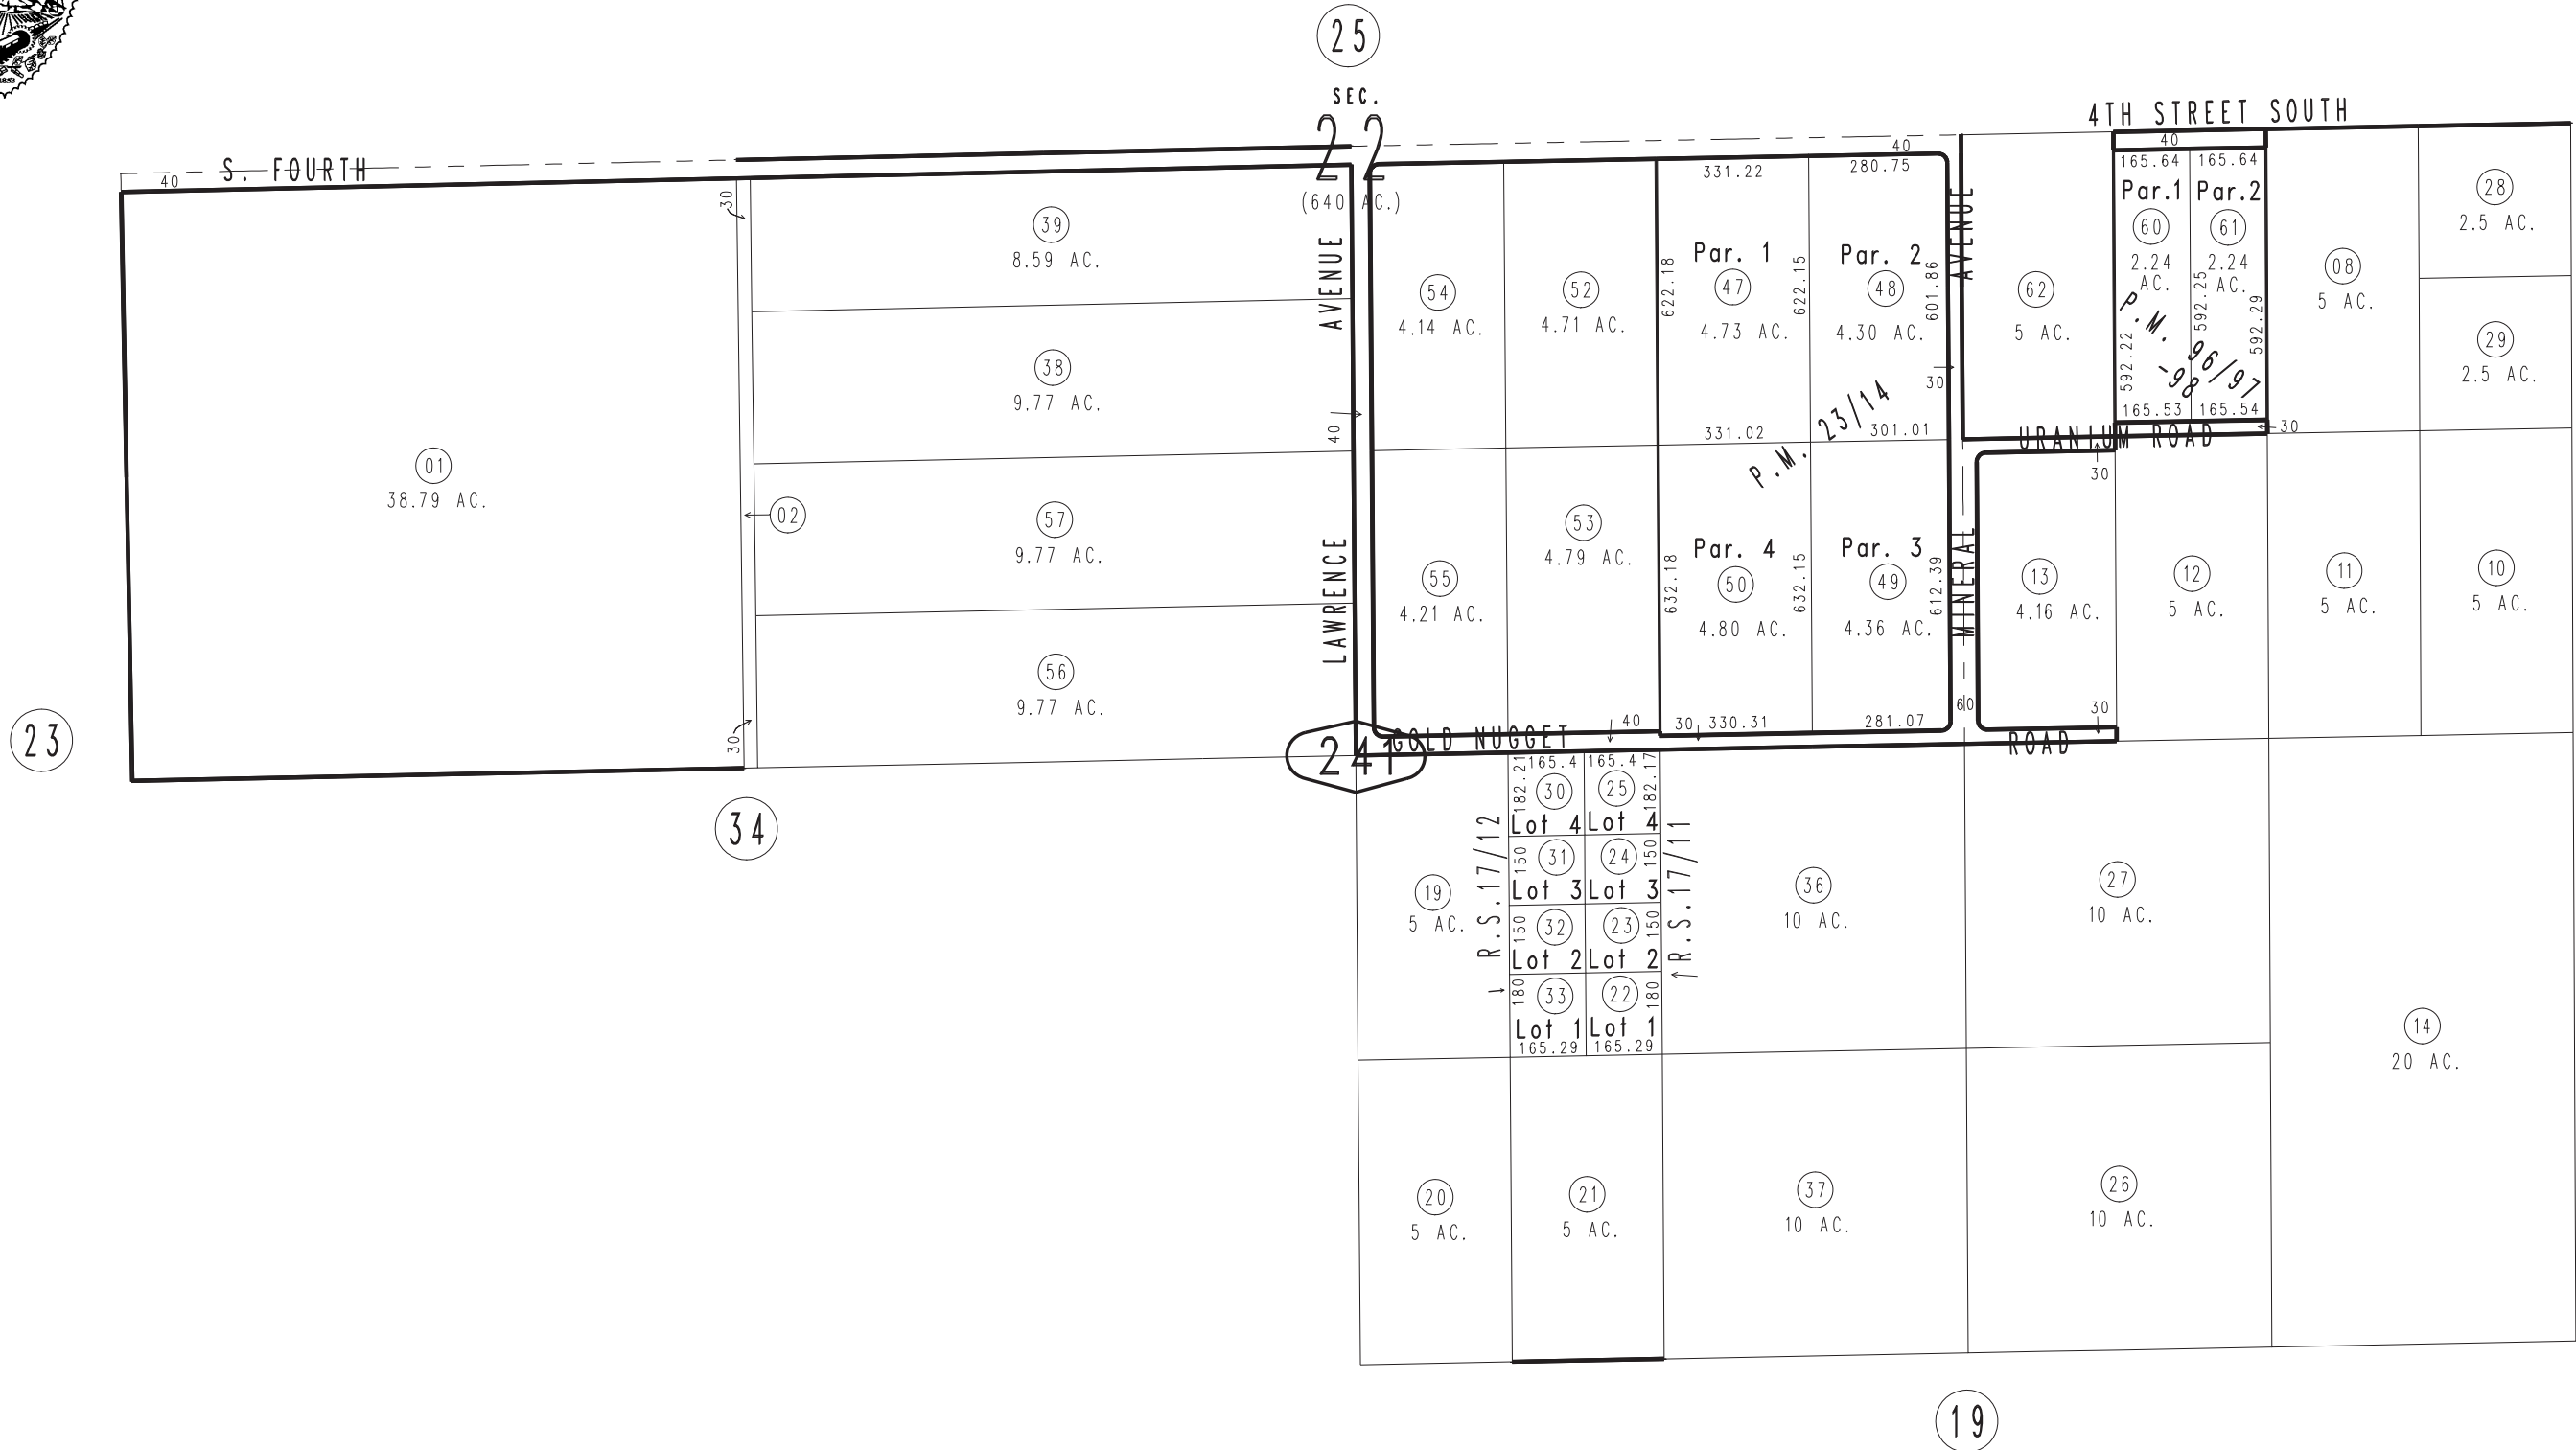 25
SEC.
22
(640 AC.)
S. FOURTH
40
4TH STREET SOUTH
40
40
01
38.79 AC.
30
02
30
39
8.59 AC.
38
9.77 AC.
57
9.77 AC.
56
9.77 AC.
LAWRENCE AVENUE
40
54
4.14 AC.
52
4.71 AC.
331.22
Par. 1
47
4.73 AC.
622.18
622.15
331.02
280.75
Par. 2
48
4.30 AC.
601.86
30
301.01
P.M. 23/14
55
4.21 AC.
53
4.79 AC.
Par. 4
50
4.80 AC.
632.18
632.15
30
330.31
Par. 3
49
4.36 AC.
612.39
281.07
MINERAL AVENUE
60
62
5 AC.
165.64
165.64
Par.1
Par.2
60
61
2.24
AC.
2.24
AC.
592.22
592.25
592.29
P.M. 96/97
-98
165.53
165.54
30
08
5 AC.
28
2.5 AC.
29
2.5 AC.
URANIUM ROAD
30
13
4.16 AC.
12
5 AC.
11
5 AC.
10
5 AC.
30
GOLD NUGGET ROAD
40
241
23
34
165.4
165.4
182.21
182.17
30
25
Lot 4
Lot 4
150
31
24
150
Lot 3
Lot 3
150
32
23
150
Lot 2
Lot 2
180
33
22
180
Lot 1
Lot 1
165.29
165.29
R.S.17/12
R.S.17/11
19
5 AC.
36
10 AC.
27
10 AC.
14
20 AC.
20
5 AC.
21
5 AC.
37
10 AC.
26
10 AC.
19